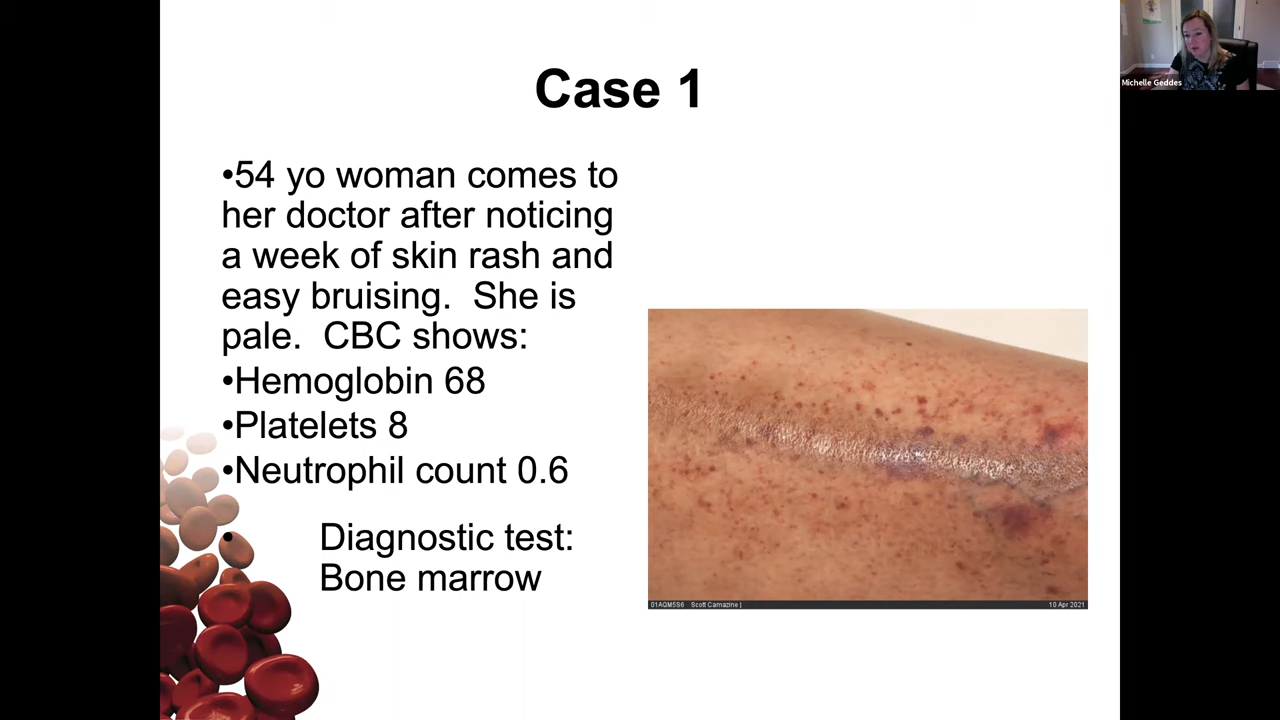 Case 1
•54 yo woman comes to
her doctor after noticing
a week of skin rash and
easy bruising.  She is
pale.  CBC shows:
•Hemoglobin 68
•Platelets 8
•Neutrophil count 0.6
• Diagnostic test:
Bone marrow
01AQM5S6 Scott Camazine |
10 Apr 2021
Michelle Geddes